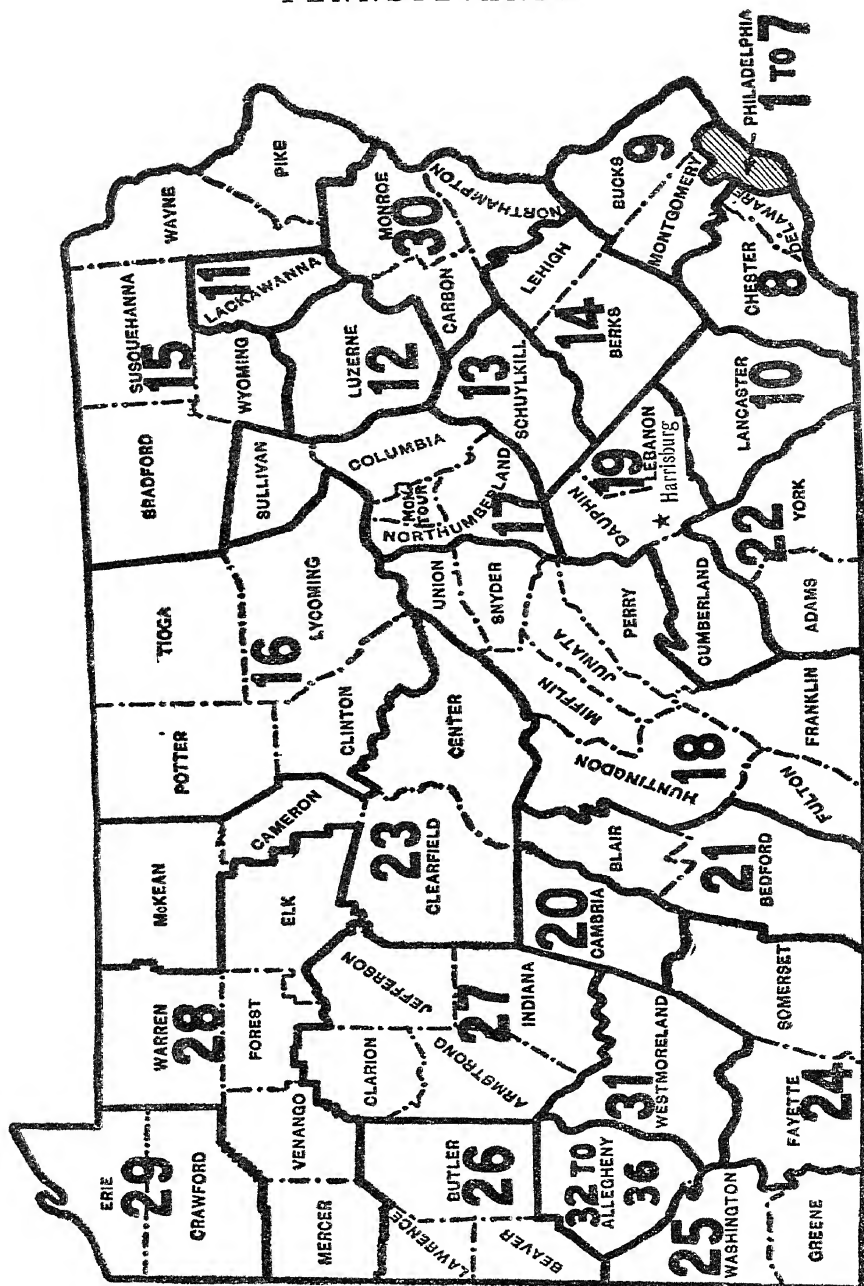 ERIE
29
CRAWFORD
MERCER
VENANGO
WARREN
28
FOREST
McKEAN
ELK
CAMERON
POTTER
TIOGA
16
LYCOMING
CLINTON
BRADFORD
SUSQUEHANNA
15
WYOMING
SULLIVAN
WAYNE
PIKE
11
LACKAWANNA
LUZERNE
12
MONROE
30
CARBON
NORTHAMPTON
COLUMBIA
MON
TOUR
NORTHUMBERLAND
17
UNION
SNYDER
CENTER
23
CLEARFIELD
JEFFERSON
CLARION
ARMSTRONG
27
INDIANA
BUTLER
26
LAWRENCE
BEAVER
32 TO
ALLEGHENY
36
31
WESTMORELAND
25
WASHINGTON
GREENE
FAYETTE
24
SOMERSET
20
CAMBRIA
BLAIR
21
BEDFORD
HUNTINGDON
18
FULTON
FRANKLIN
MIFFLIN
JUNIATA
PERRY
CUMBERLAND
ADAMS
22
YORK
DAUPHIN
19
LEBANON
Harrisburg
13
SCHUYLKILL
LEHIGH
14
BERKS
LANCASTER
10
CHESTER
8
DELAWARE
MONTGOMERY
BUCKS
9
PHILADELPHIA
1 TO 7